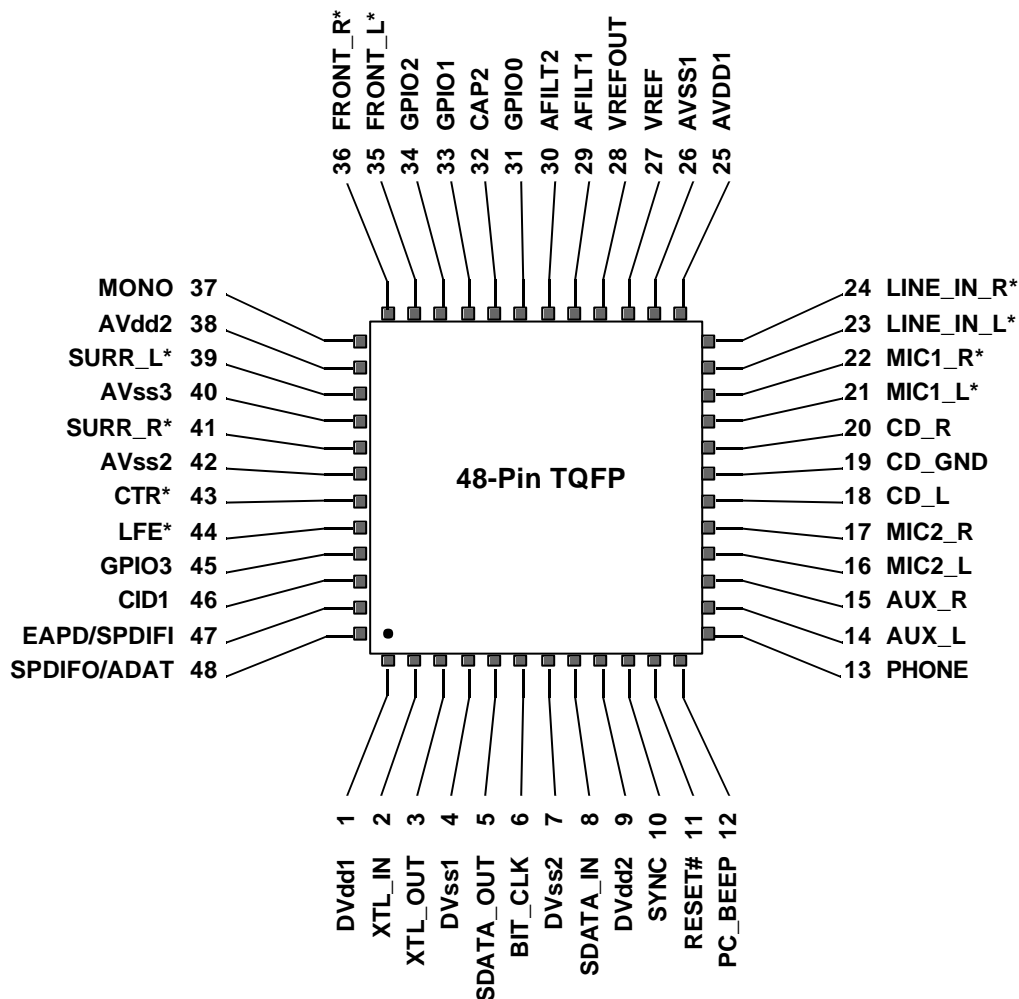 36 FRONT_R*
35 FRONT_L*
34 GPIO2
33 GPIO1
32 CAP2
31 GPIO0
30 AFILT2
29 AFILT1
28 VREFOUT
27 VREF
26 AVSS1
25 AVDD1
MONO 37
AVdd2 38
SURR_L* 39
AVss3 40
SURR_R* 41
AVss2 42
CTR* 43
LFE* 44
GPIO3 45
CID1 46
EAPD/SPDIFI 47
SPDIFO/ADAT 48
48-Pin TQFP
24 LINE_IN_R*
23 LINE_IN_L*
22 MIC1_R*
21 MIC1_L*
20 CD_R
19 CD_GND
18 CD_L
17 MIC2_R
16 MIC2_L
15 AUX_R
14 AUX_L
13 PHONE
DVdd1 1
XTL_IN 2
XTL_OUT 3
DVss1 4
SDATA_OUT 5
BIT_CLK 6
DVss2 7
SDATA_IN 8
DVdd2 9
SYNC 10
RESET# 11
PC_BEEP 12